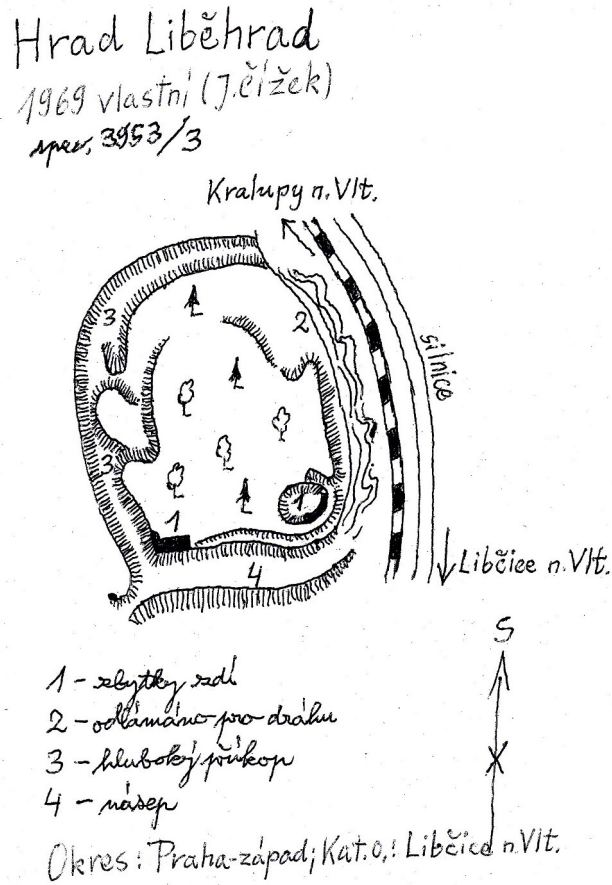 Hrad Liběhrad
1969 vlastní (J. Čížek)
spec. 3953/3
Kralupy n. Vlt.
3
2
silnice
3
1
1
4
Libčice n. Vlt.
S
1 – zbytky zdí
2 – odlámáno pro dráhu
3 – hluboký příkop
4 – násep
Okres: Praha-západ; Kat. o.: Libčice n. Vlt.